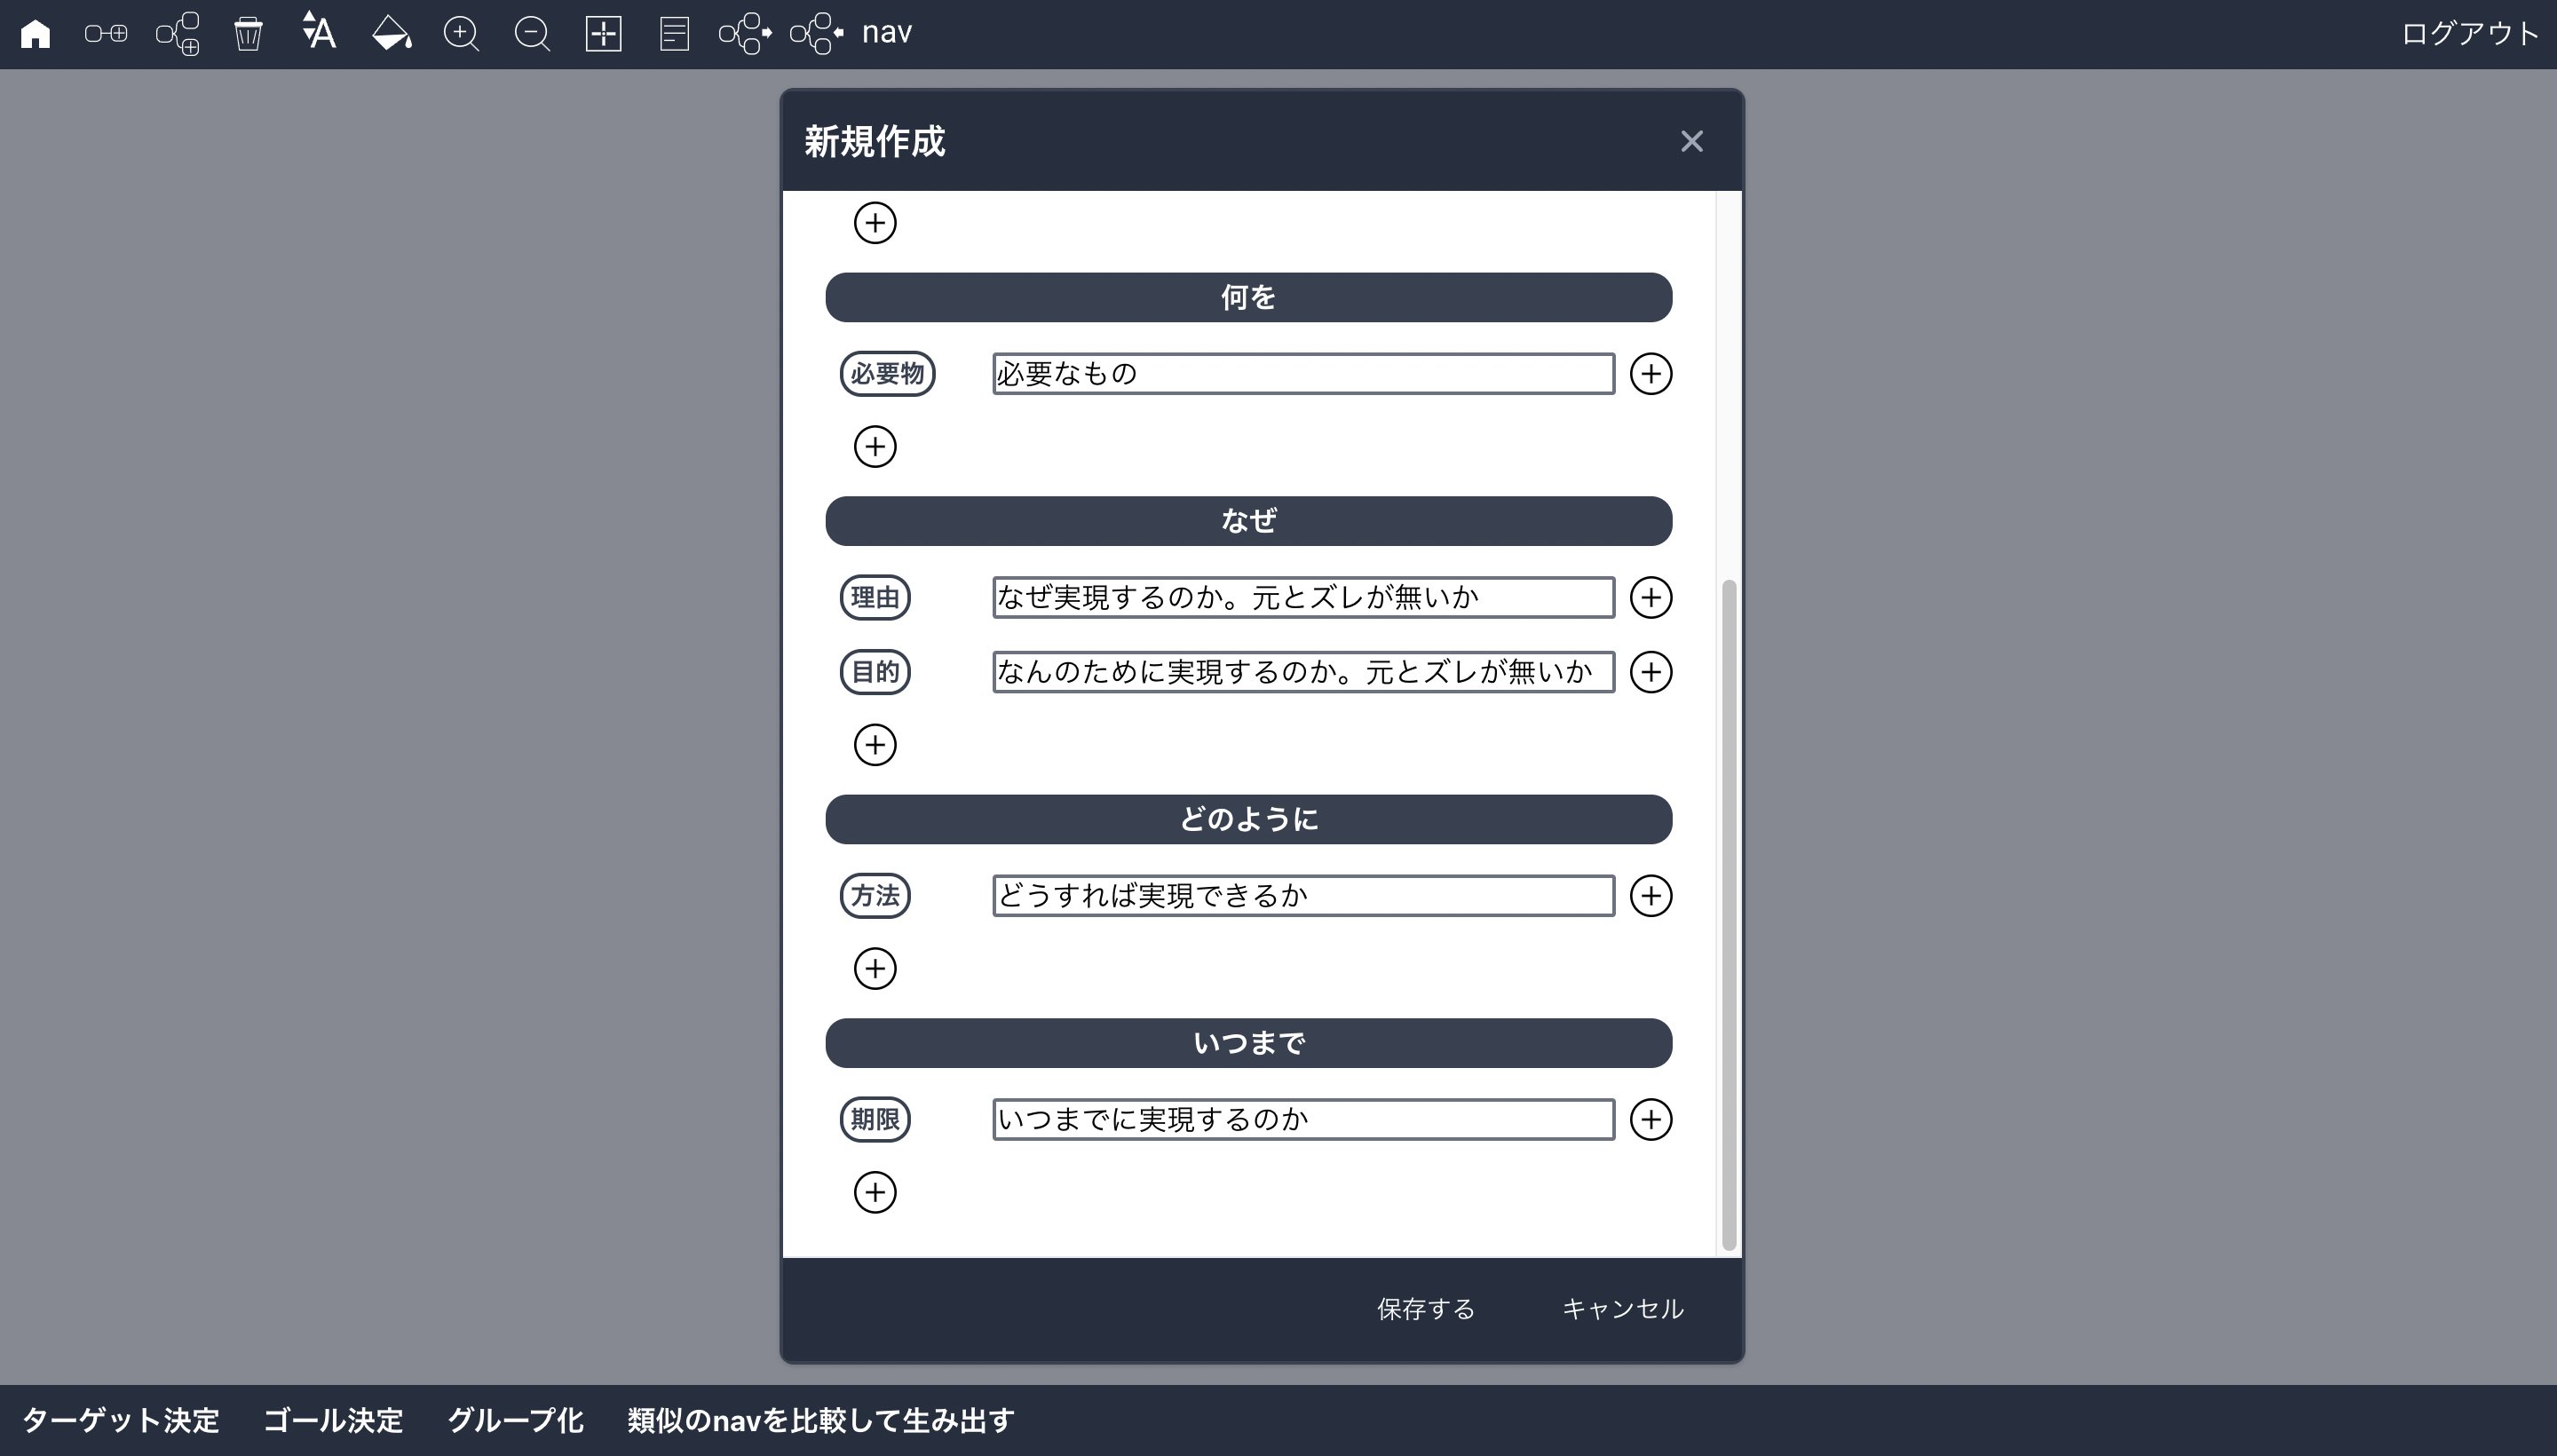 A nav ログアウト
新規作成
何を
必要物 必要なもの
なぜ
理由 なぜ実現するのか。元とズレが無いか
目的 なんのために実現するのか。元とズレが無いか
どのように
方法 どうすれば実現できるか
いつまで
期限 いつまでに実現するのか
保存する キャンセル
ターゲット決定 ゴール決定 グループ化 類似のnavを比較して生み出す